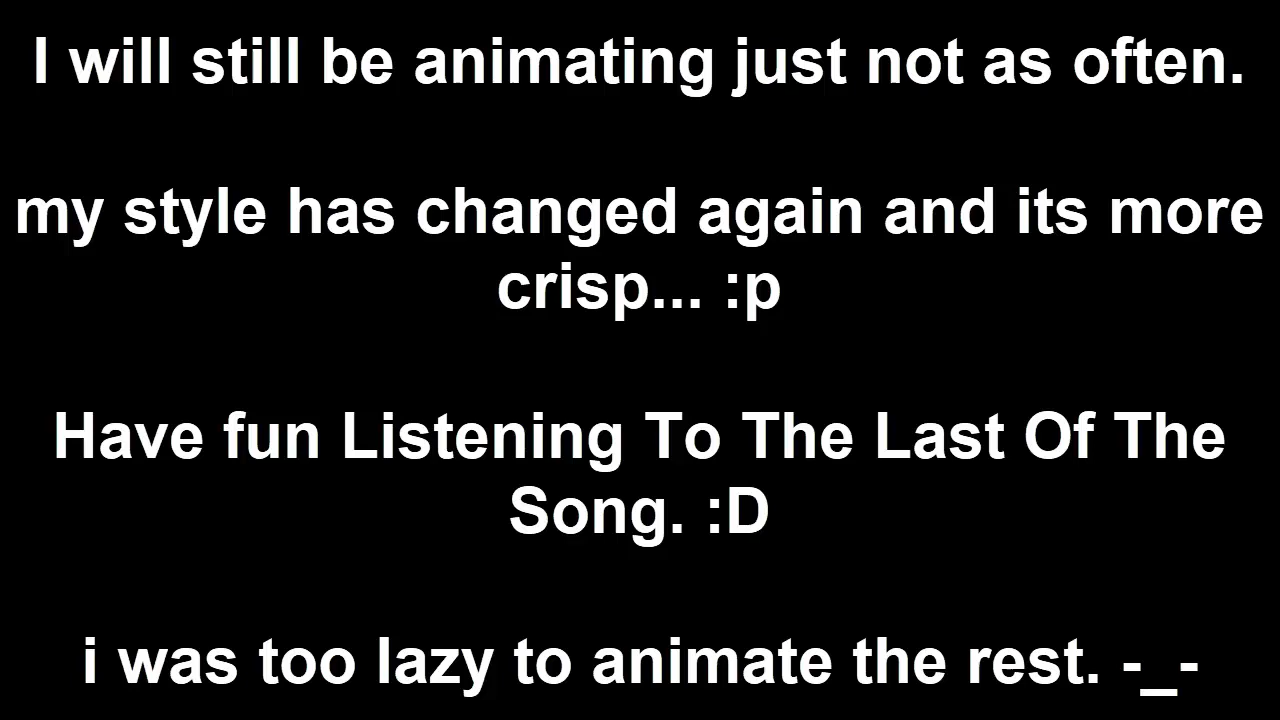 I will still be animating just not as often.
my style has changed again and its more
crisp... :p
Have fun Listening To The Last Of The
Song. :D
i was too lazy to animate the rest. -_-